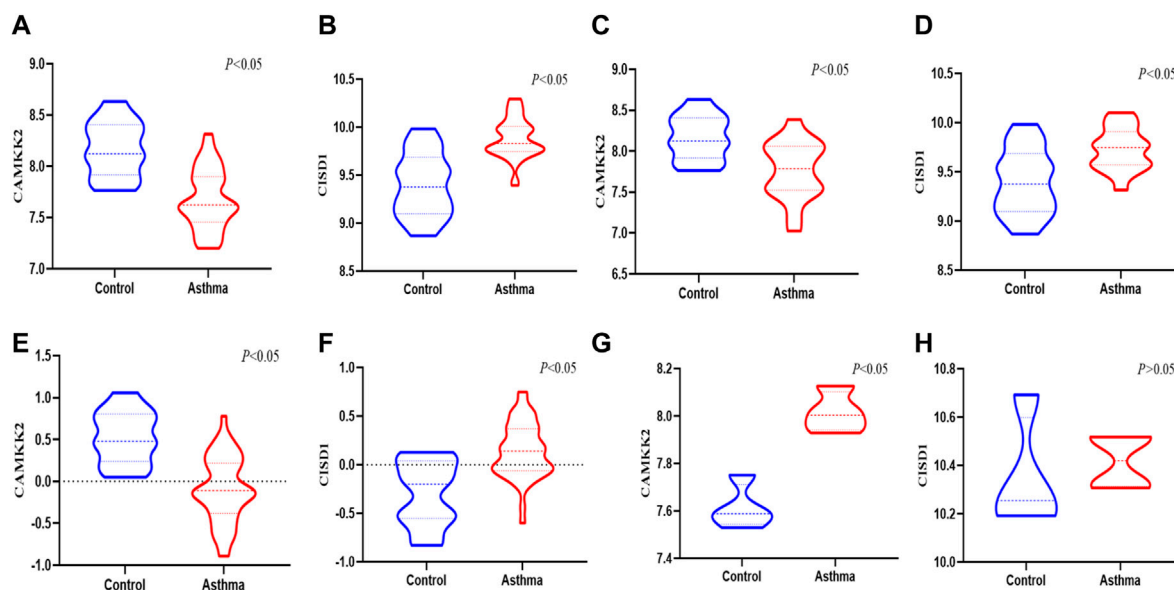 A
P<0.05
CAMKK2
9.0
8.5
8.0
7.5
7.0
Control
Asthma
B
P<0.05
CISD1
10.5
10.0
9.5
9.0
8.5
Control
Asthma
C
P<0.05
CAMKK2
9.0
8.5
8.0
7.5
7.0
6.5
Control
Asthma
D
P<0.05
CISD1
10.5
10.0
9.5
9.0
8.5
Control
Asthma
E
P<0.05
CAMKK2
1.5
1.0
0.5
0.0
-0.5
-1.0
Control
Asthma
F
P<0.05
CISD1
1.0
0.5
0.0
-0.5
-1.0
Control
Asthma
G
P<0.05
CAMKK2
8.2
8.0
7.8
7.6
7.4
Control
Asthma
H
P>0.05
CISD1
10.8
10.6
10.4
10.2
10.0
Control
Asthma